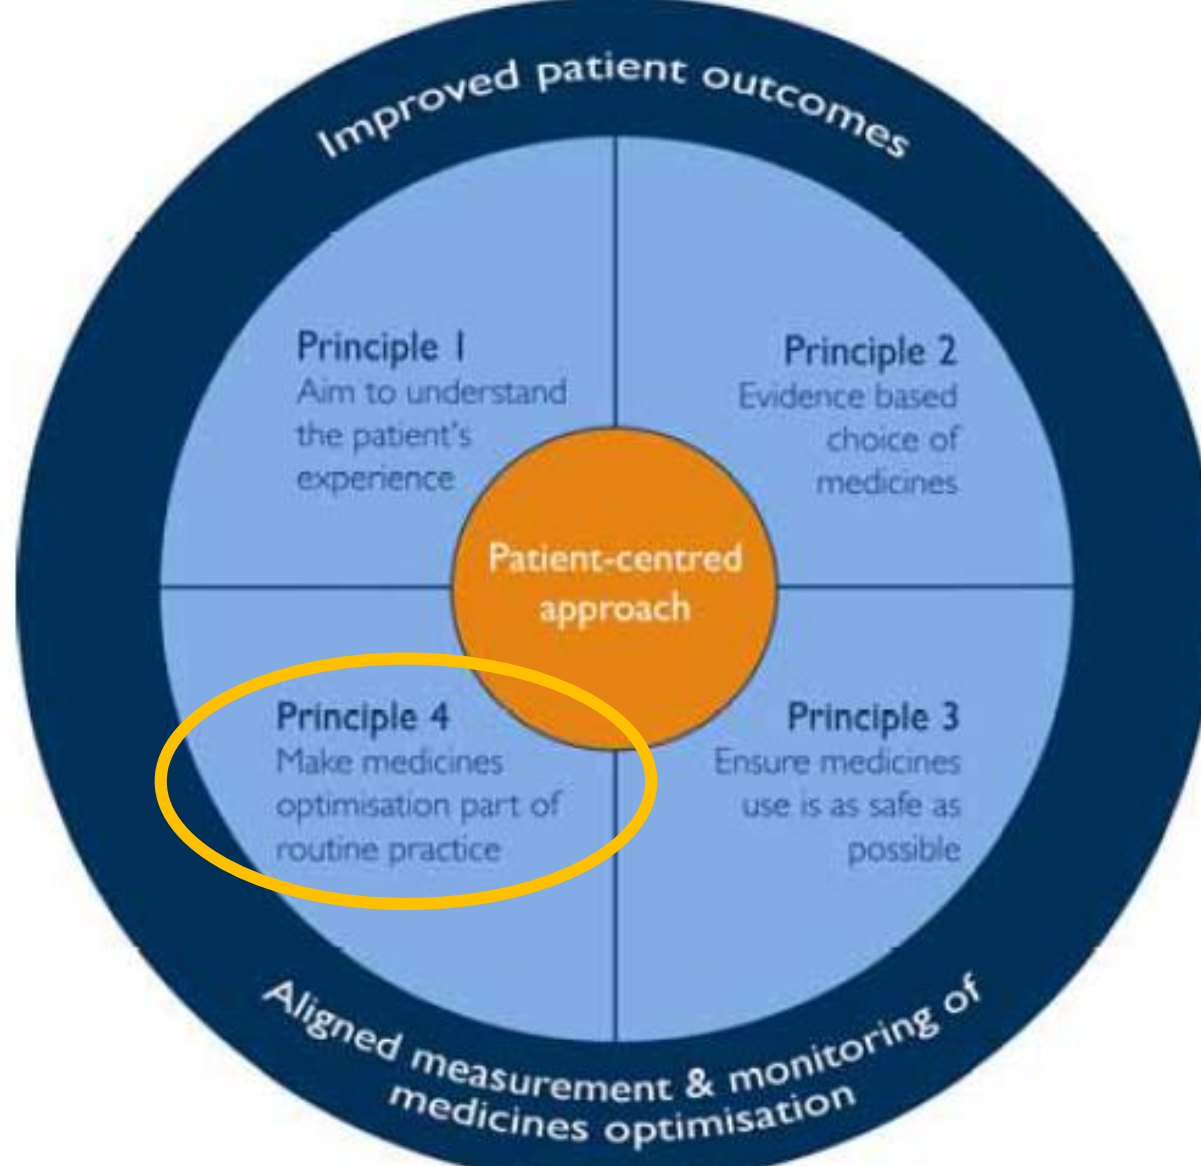 Improved patient outcomes
Principle 1
Aim to understand
the patient's
experience
Principle 2
Evidence based
choice of
medicines
Patient-centred
approach
Principle 4
Make medicines
optimisation part of
routine practice
Principle 3
Ensure medicines
use is as safe as
possible
Aligned measurement & monitoring of
medicines optimisation